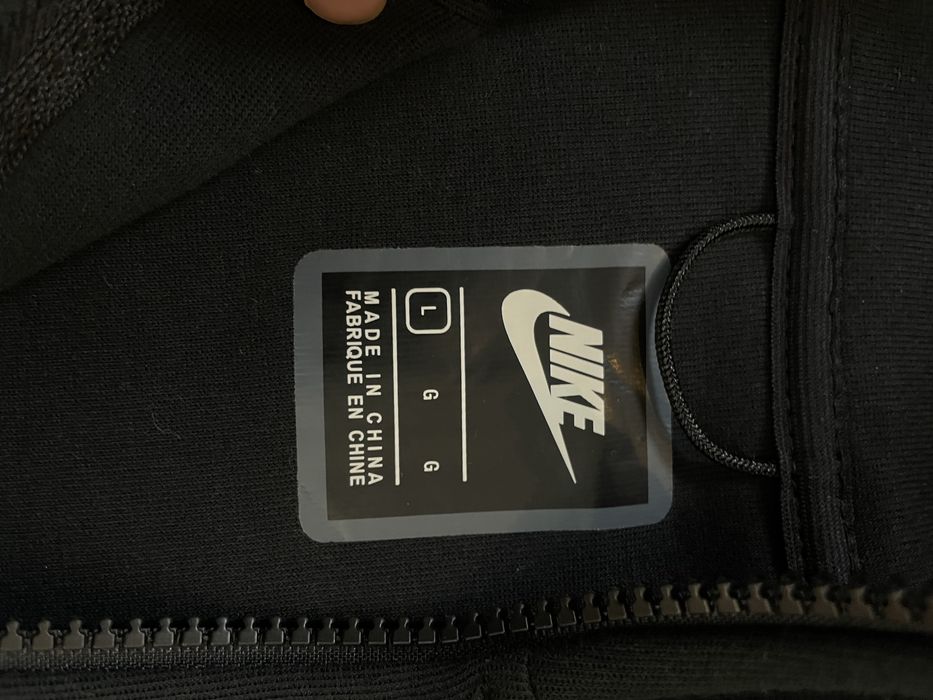 NIKE
L G G
MADE IN CHINA
FABRIQUE EN CHINE